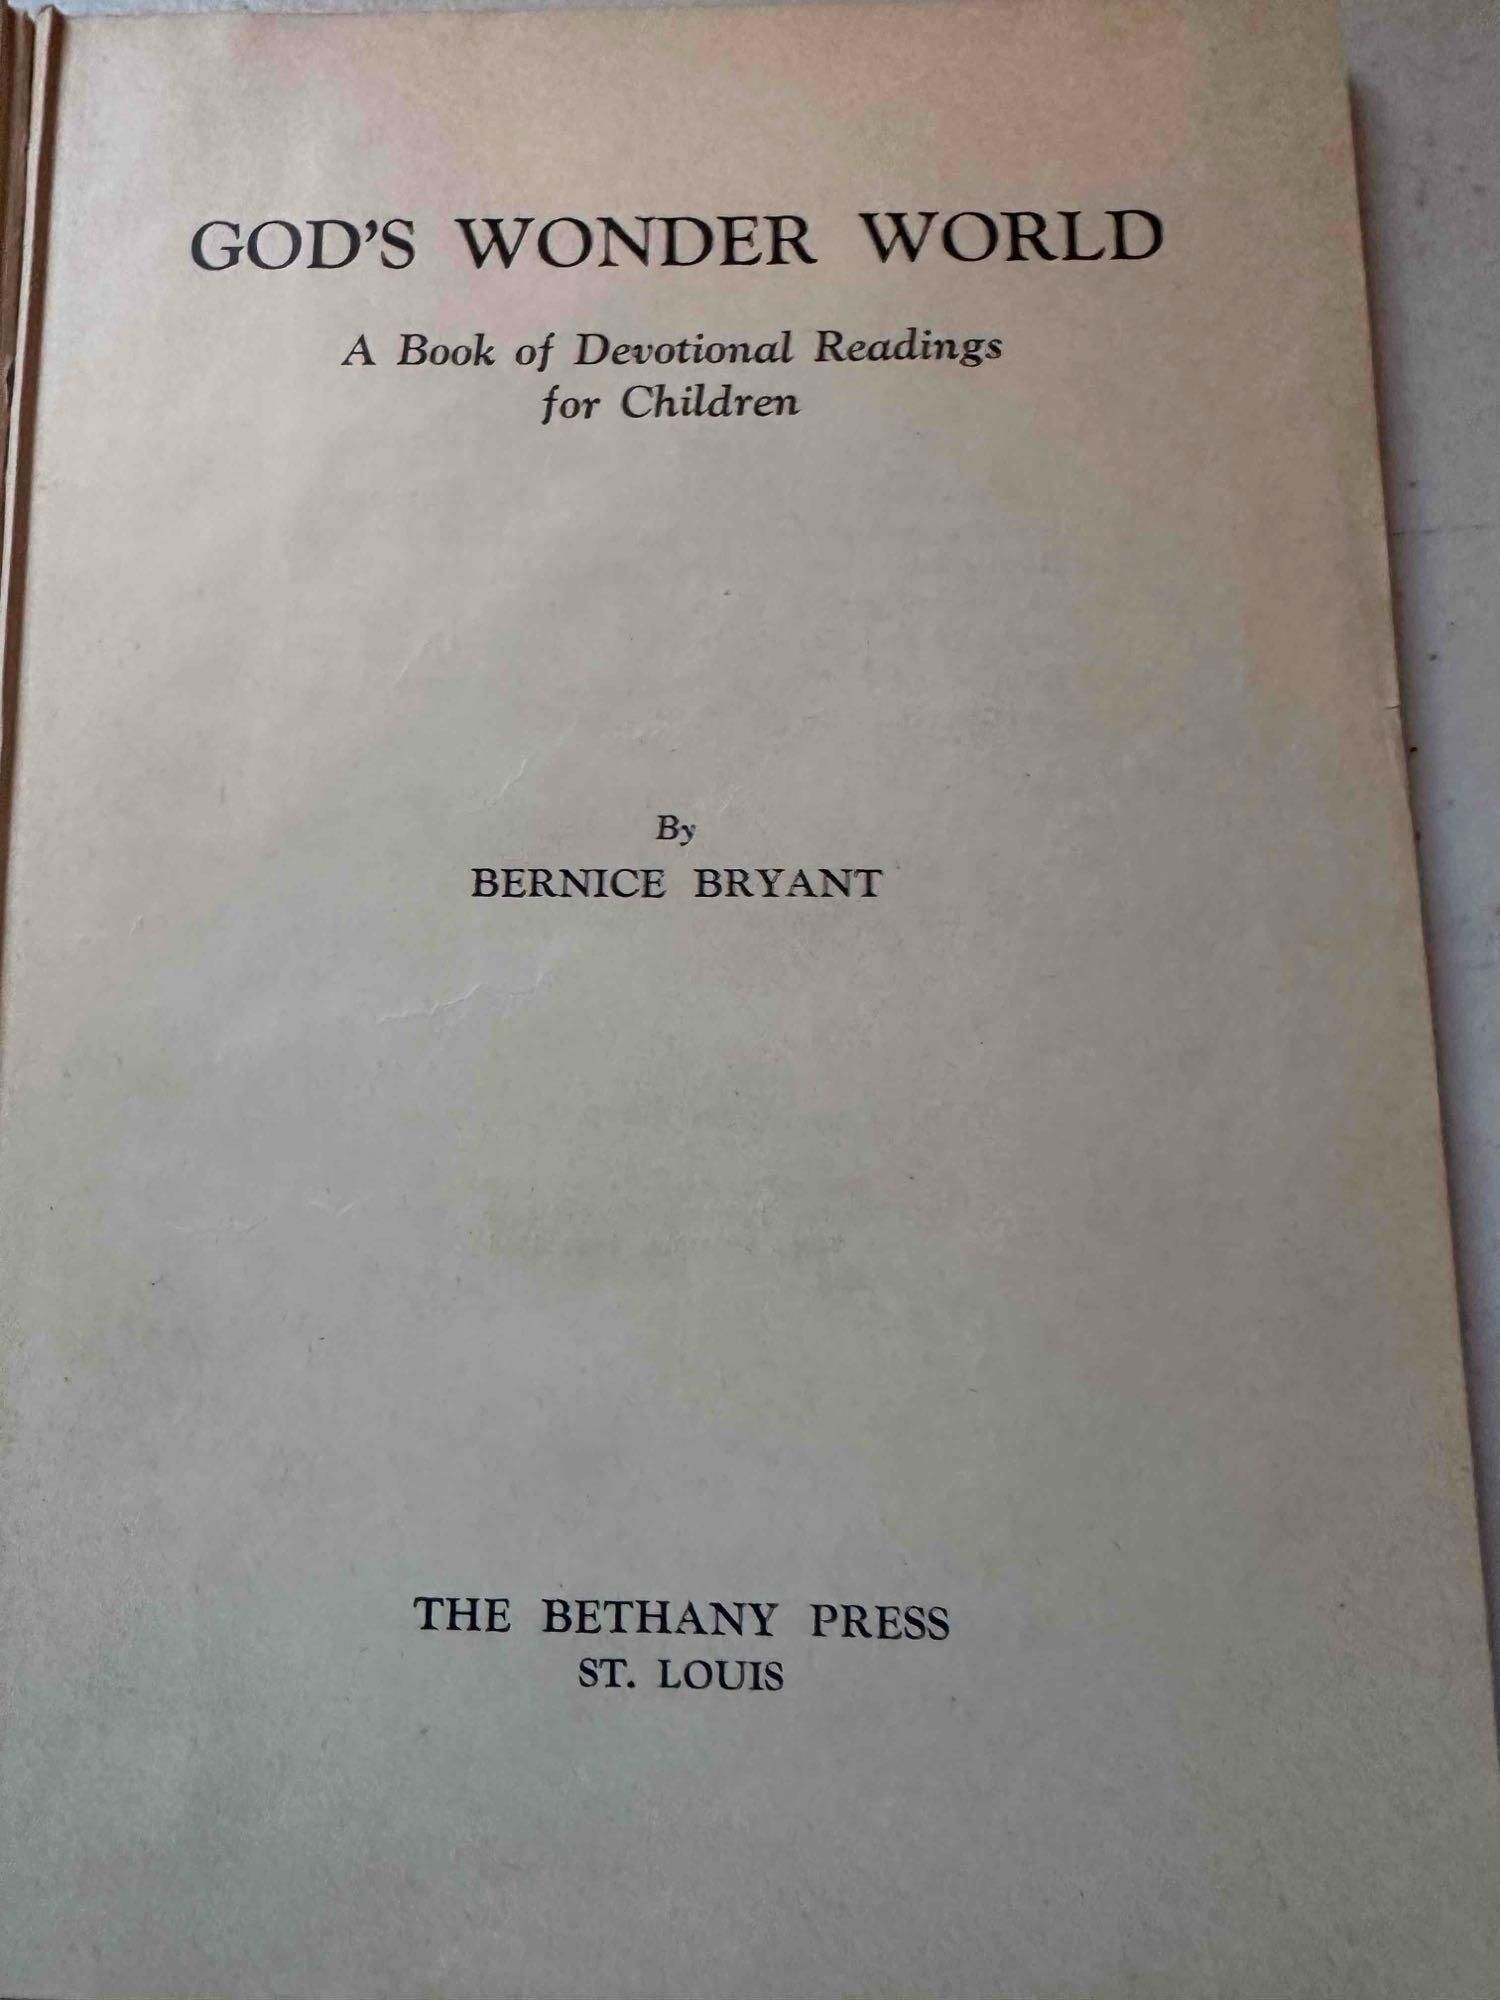 GOD'S WONDER WORLD
A Book of Devotional Readings
for Children
By
BERNICE BRYANT
THE BETHANY PRESS
ST. LOUIS